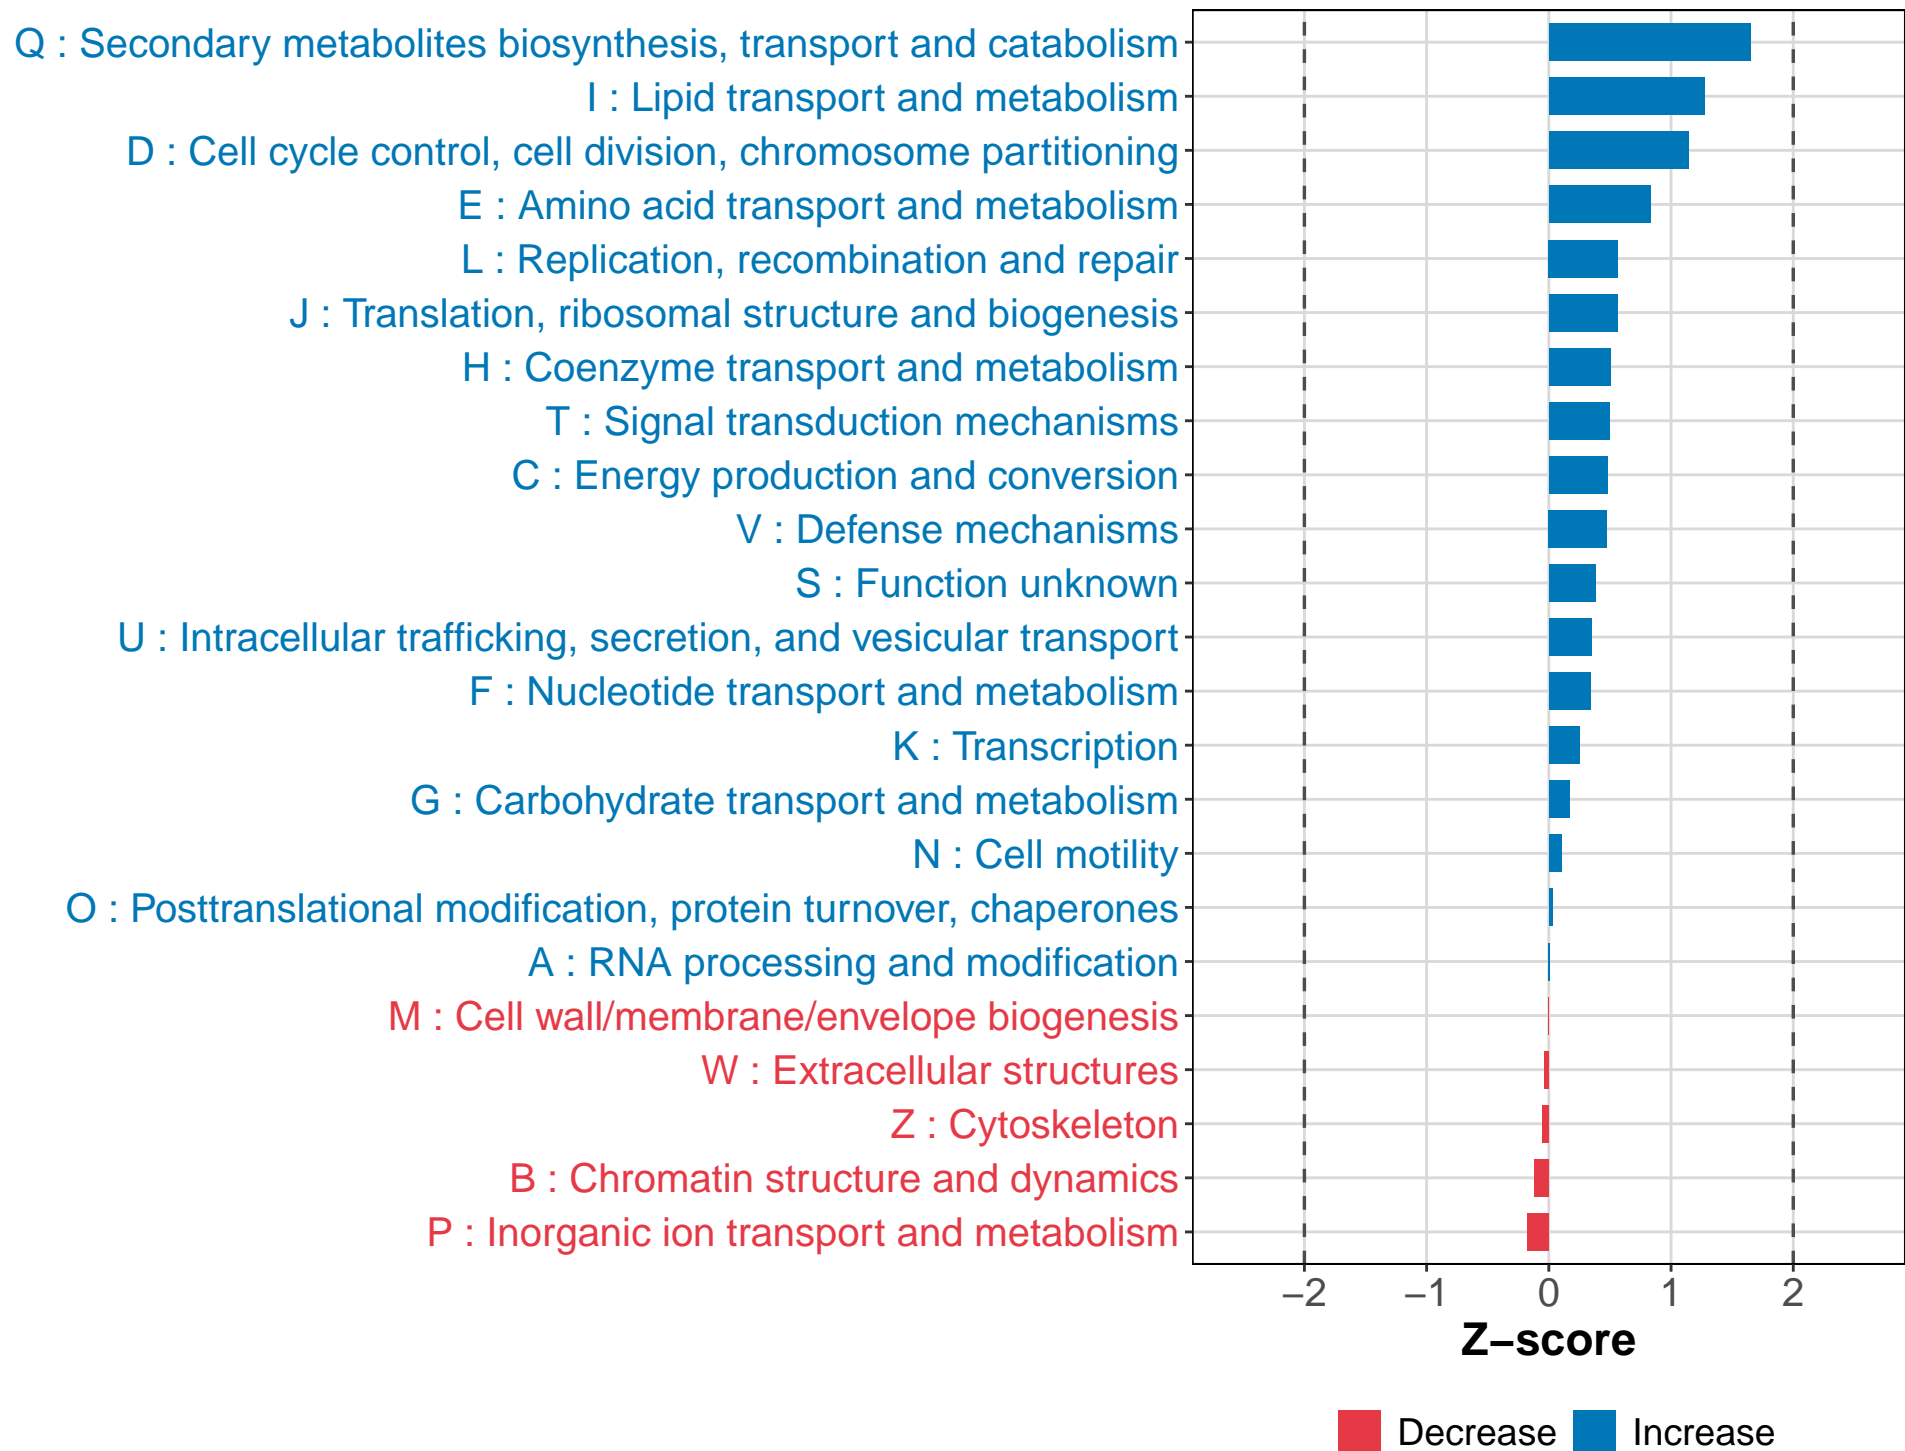 Q : Secondary metabolites biosynthesis, transport and catabolism
I : Lipid transport and metabolism
D : Cell cycle control, cell division, chromosome partitioning
E : Amino acid transport and metabolism
L : Replication, recombination and repair
J : Translation, ribosomal structure and biogenesis
H : Coenzyme transport and metabolism
T : Signal transduction mechanisms
C : Energy production and conversion
V : Defense mechanisms
S : Function unknown
U : Intracellular trafficking, secretion, and vesicular transport
F : Nucleotide transport and metabolism
K : Transcription
G : Carbohydrate transport and metabolism
N : Cell motility
O : Posttranslational modification, protein turnover, chaperones
A : RNA processing and modification
M : Cell wall/membrane/envelope biogenesis
W : Extracellular structures
Z : Cytoskeleton
B : Chromatin structure and dynamics
P : Inorganic ion transport and metabolism
−2 −1 0 1 2
Z−score
Decrease Increase